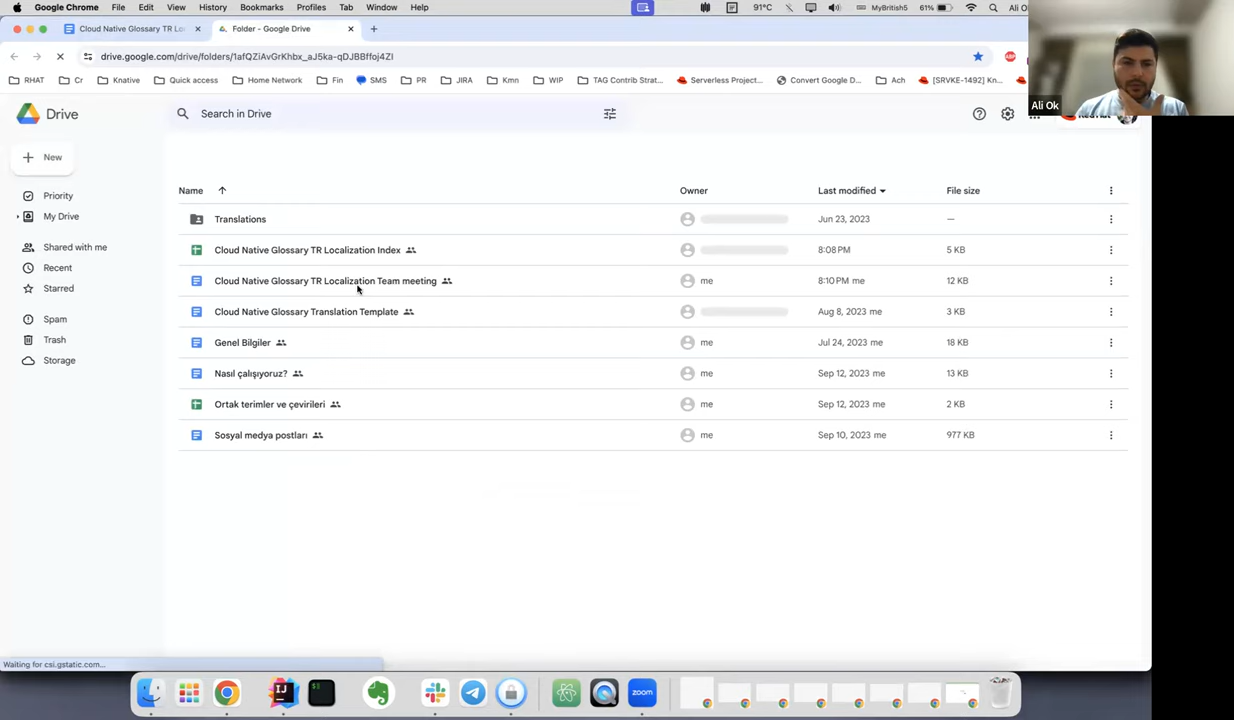 Google Chrome File Edit View History Bookmarks Profiles Tab Window Help 91°C MyBritish5 61% Ali
Cloud Native Glossary TR Lo Folder - Google Drive
drive.google.com/drive/folders/1afQZiAvGrKhbx_aJ5ka-qDJBBffoj4ZI ABP
RHAT Cr Knative Quick access Home Network Fin SMS PR JIRA Kmn WIP TAG Contrib Strat... Serverless Project... Convert Google D... Ach [SRVKE-1492] Kn...
Ali Ok
Drive
Search in Drive
New
Priority
My Drive
Shared with me
Recent
Starred
Spam
Trash
Storage
Name Owner Last modified File size
Translations Jun 23, 2023 —
Cloud Native Glossary TR Localization Index 8:08 PM 5 KB
Cloud Native Glossary TR Localization Team meeting me 8:10 PM me 12 KB
Cloud Native Glossary Translation Template Aug 8, 2023 me 3 KB
Genel Bilgiler me Jul 24, 2023 me 18 KB
Nasıl çalışıyoruz? me Sep 12, 2023 me 13 KB
Ortak terimler ve çevirileri me Sep 12, 2023 me 2 KB
Sosyal medya postları me Sep 10, 2023 me 977 KB
Waiting for csi.gstatic.com...
zoom